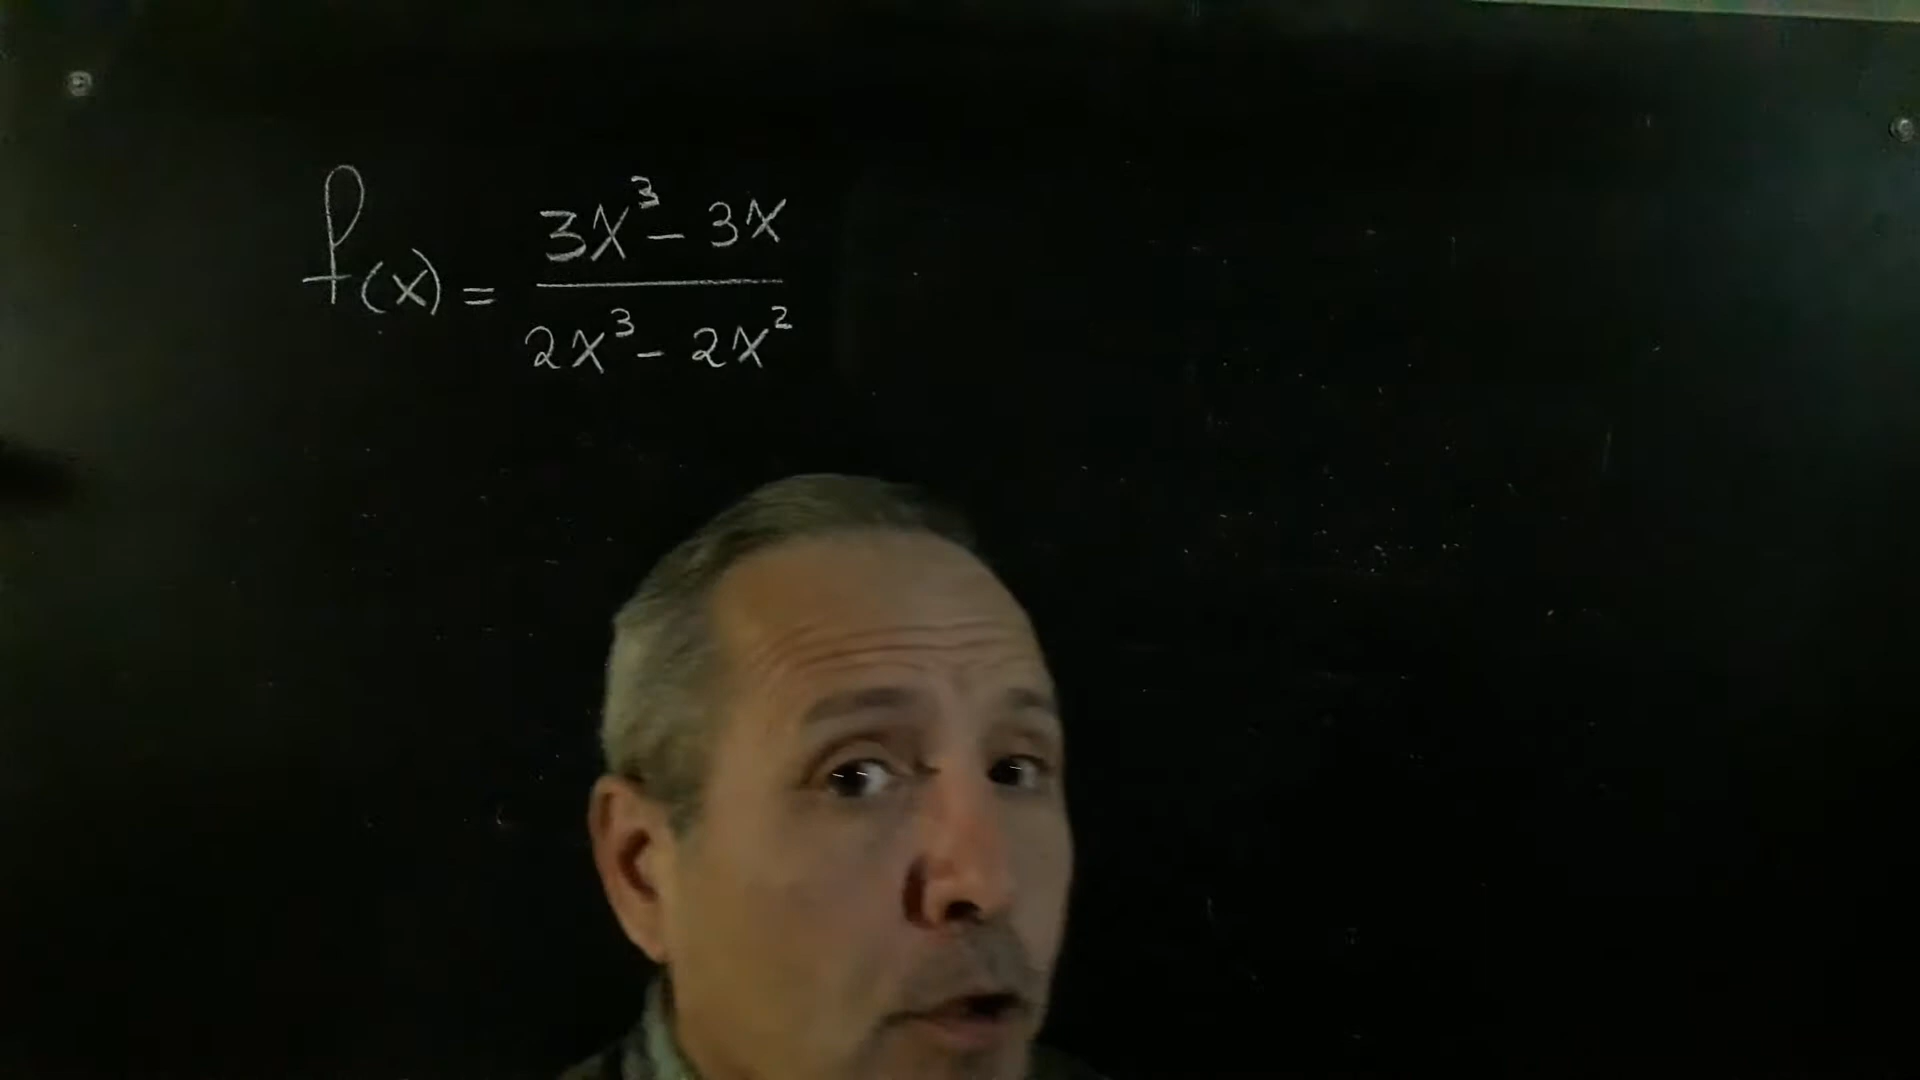 f(x) = (3x³ - 3x) / (2x³ - 2x²)